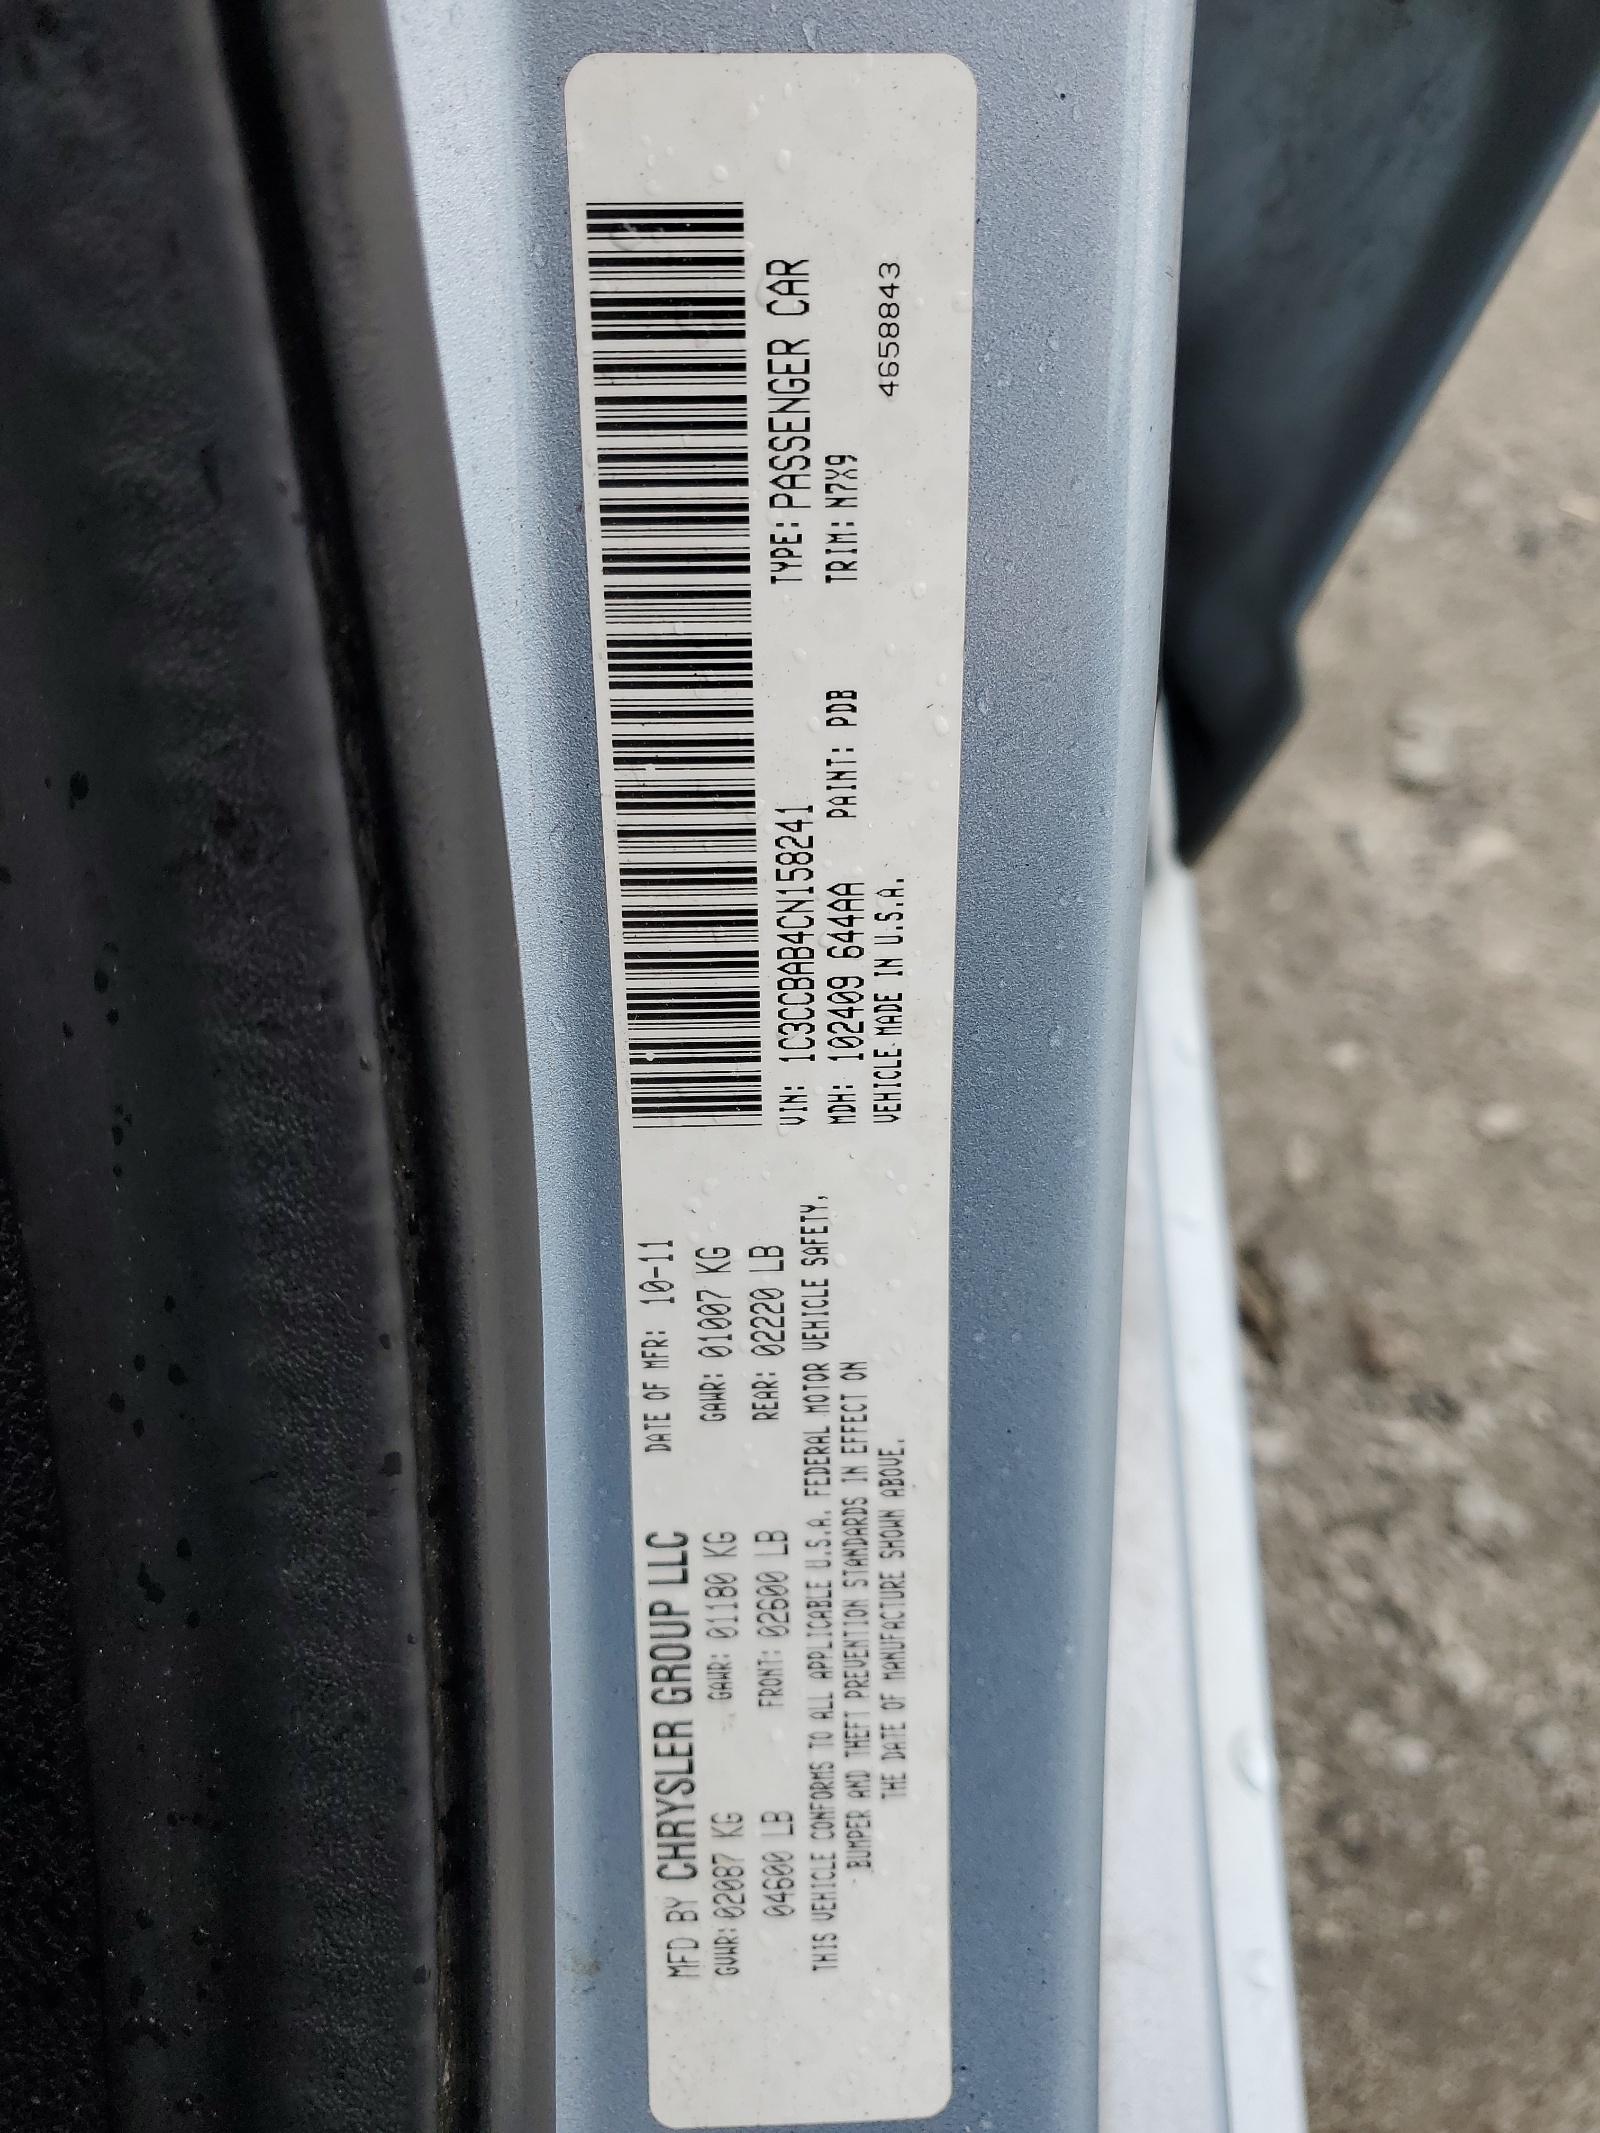 MFD BY CHRYSLER GROUP LLC DATE OF MFR: 10-11
GVWR: 02087 KG GAWR: 01180 KG GAWR: 01007 KG
04600 LB FRONT: 02600 LB REAR: 02220 LB
THIS VEHICLE CONFORMS TO ALL APPLICABLE U.S.A. FEDERAL MOTOR VEHICLE SAFETY,
BUMPER AND THEFT PREVENTION STANDARDS IN EFFECT ON
THE DATE OF MANUFACTURE SHOWN ABOVE.
VIN: 1C3CCBAB4CN158241 TYPE: PASSENGER CAR
MDH: 102409 644AA PAINT: PDB TRIM: N7X9
VEHICLE MADE IN U.S.A. 4658843